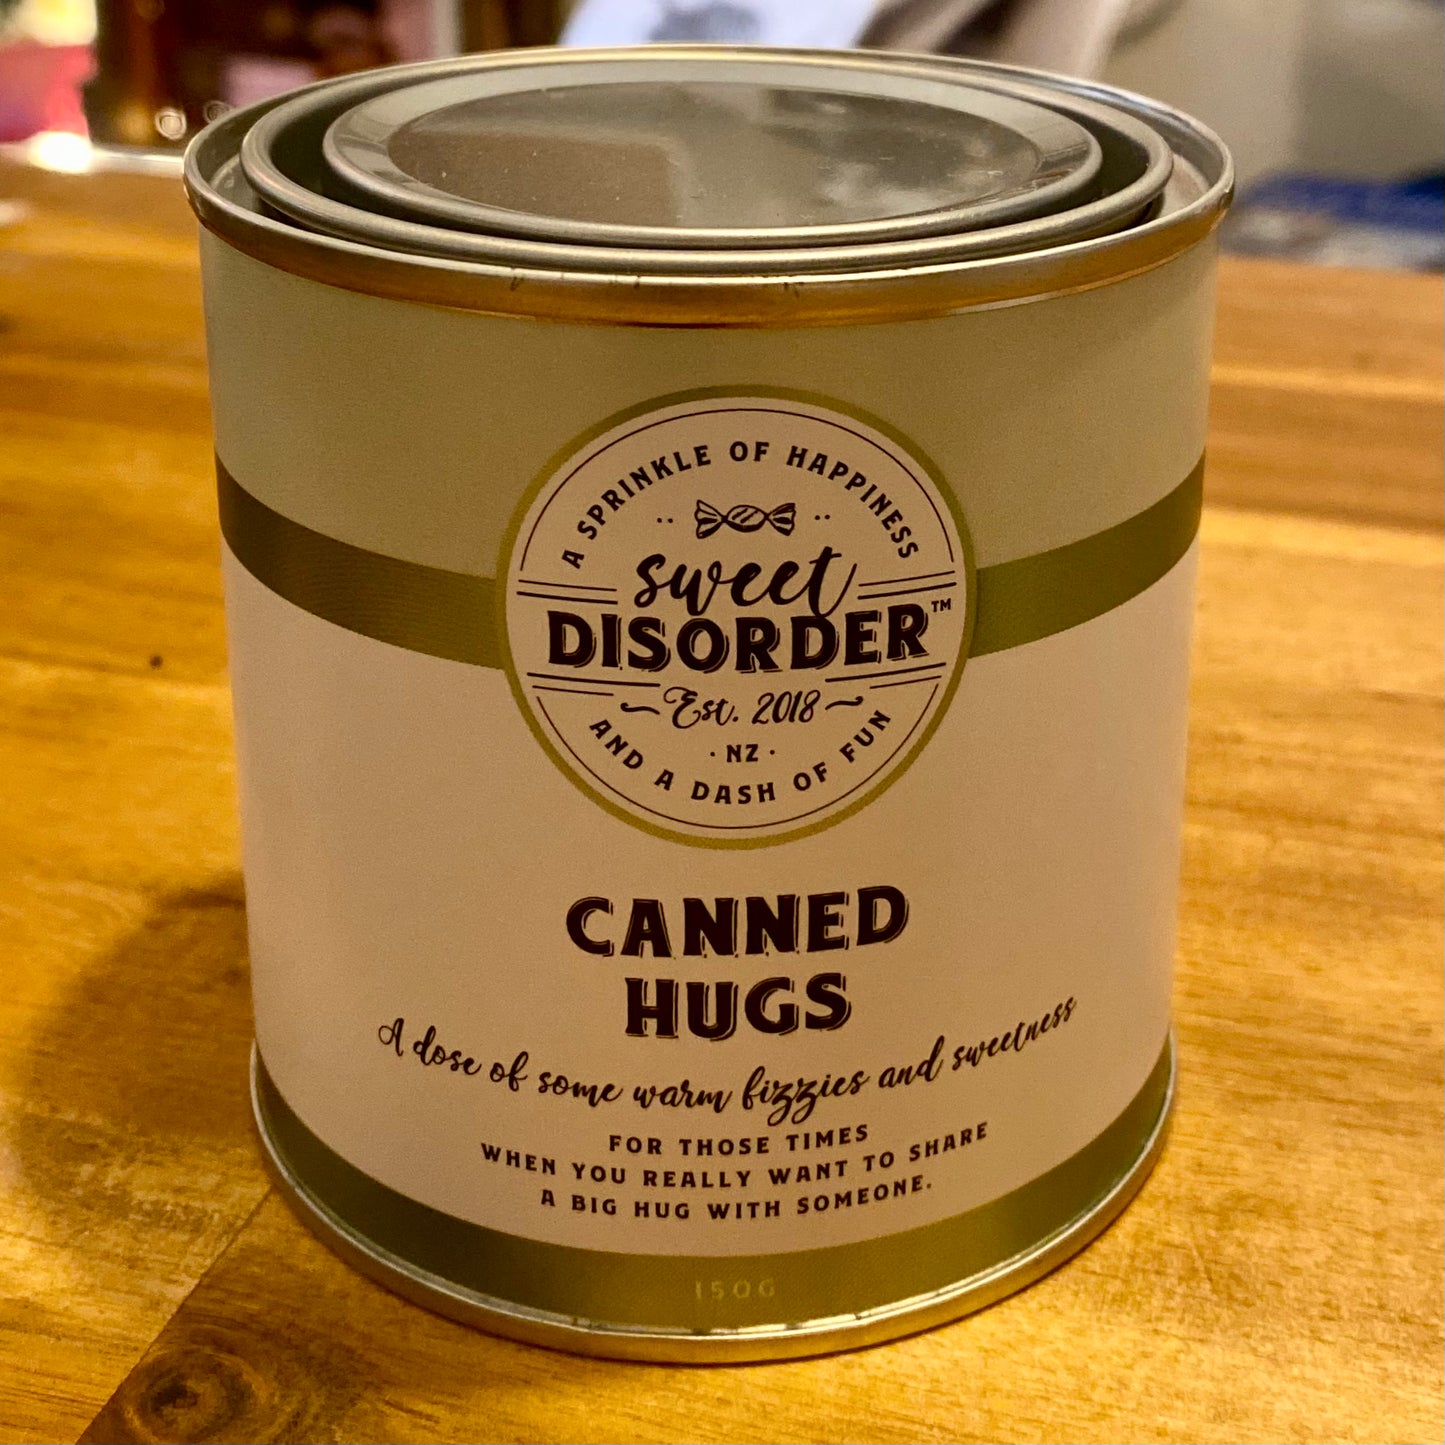 A SPRINKLE OF HAPPINESS
sweet
DISORDER™
Est. 2018
· NZ ·
AND A DASH OF FUN
CANNED
HUGS
A dose of some warm fizzies and sweetness
FOR THOSE TIMES
WHEN YOU REALLY WANT TO SHARE
A BIG HUG WITH SOMEONE.
150G